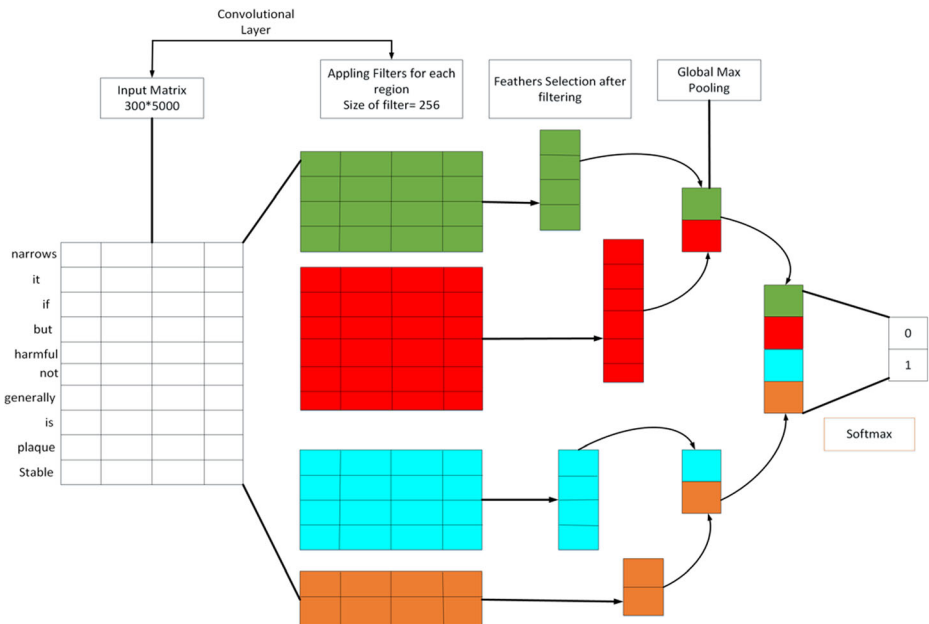 Convolutional
Layer
Input Matrix
300*5000
Appling Filters for each
region
Size of filter= 256
Feathers Selection after
filtering
Global Max
Pooling
narrows
it
if
but
harmful
not
generally
is
plaque
Stable
0
1
Softmax